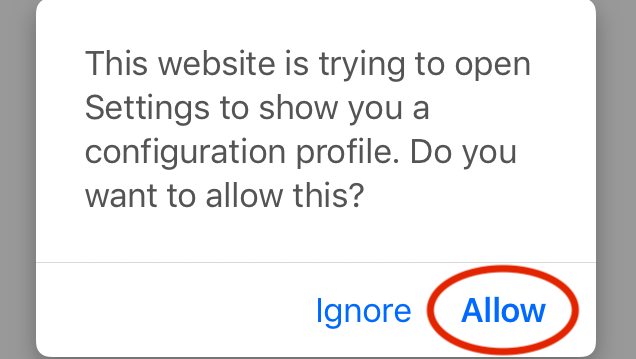 This website is trying to open
Settings to show you a
configuration profile. Do you
want to allow this?
Ignore
Allow